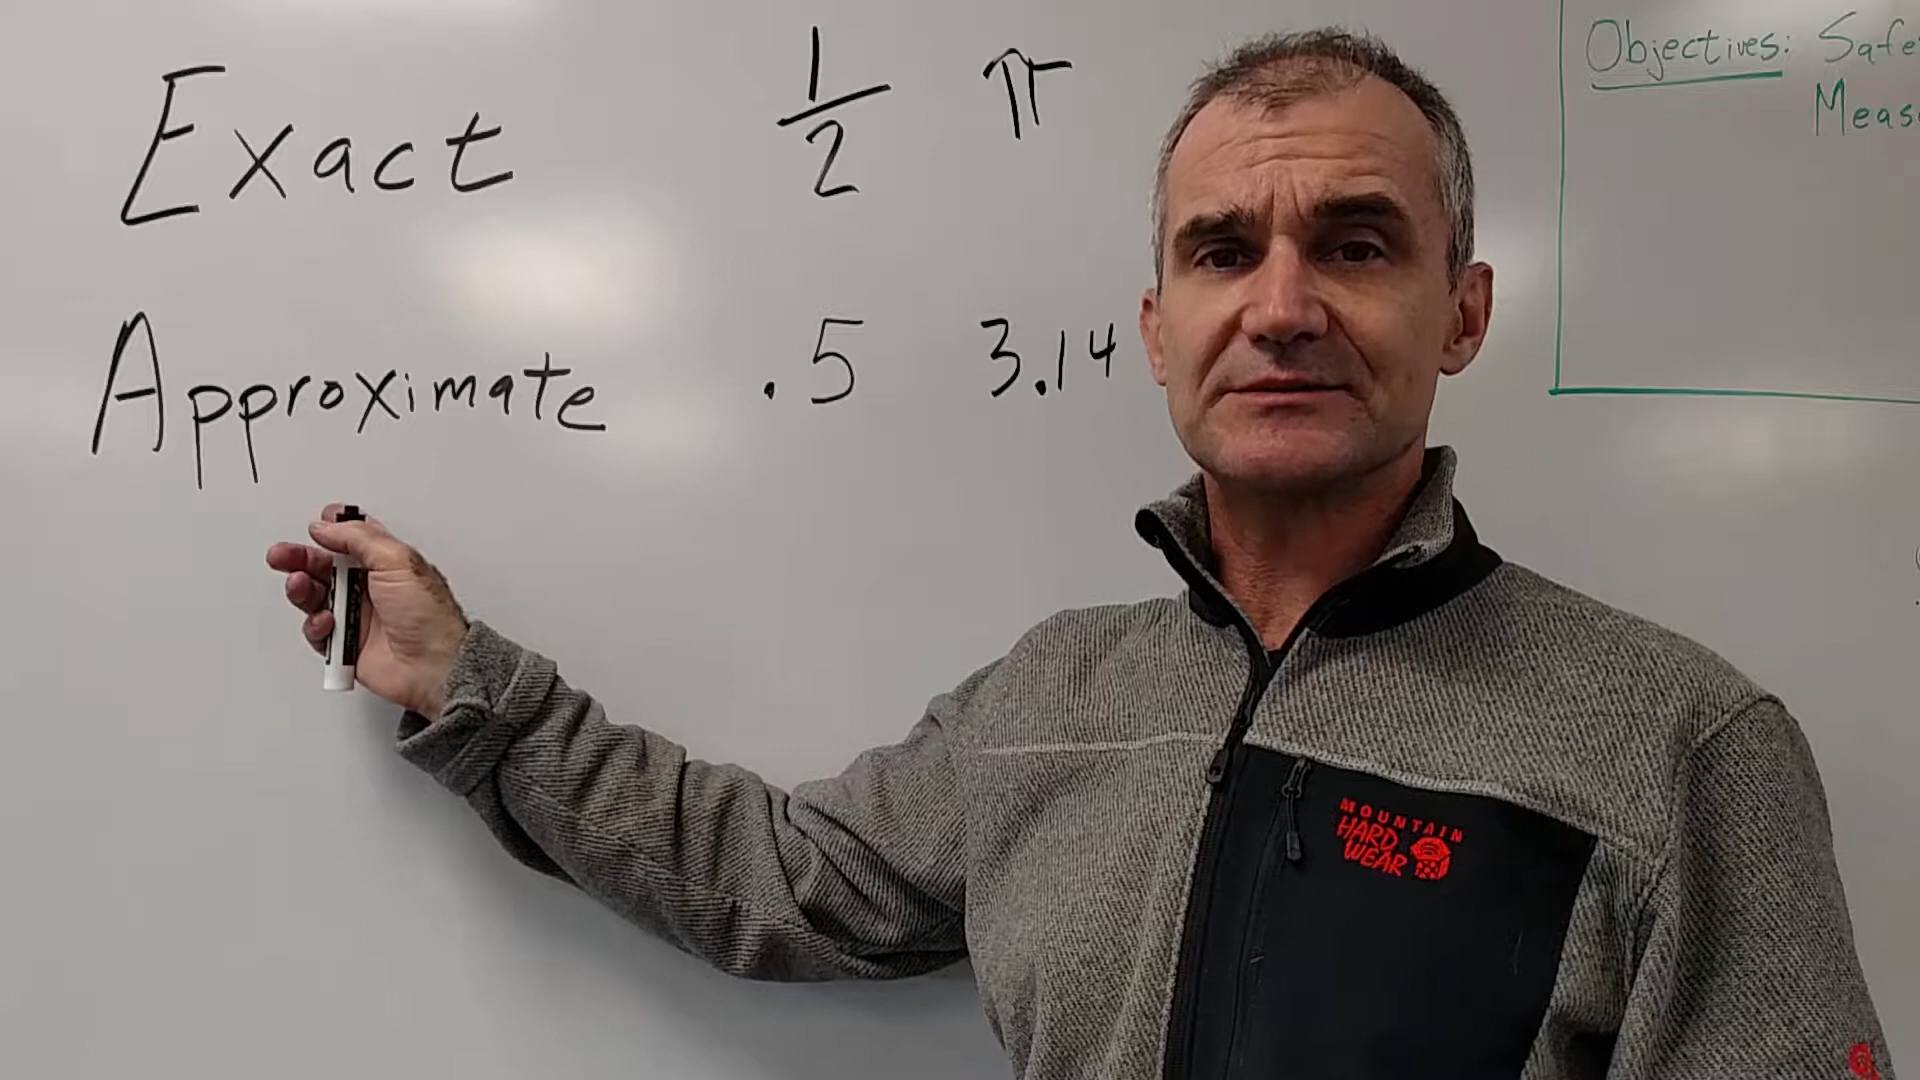 Exact 1/2 π
Approximate .5 3.14
Objectives:
MOUNTAIN
HARD
WEAR